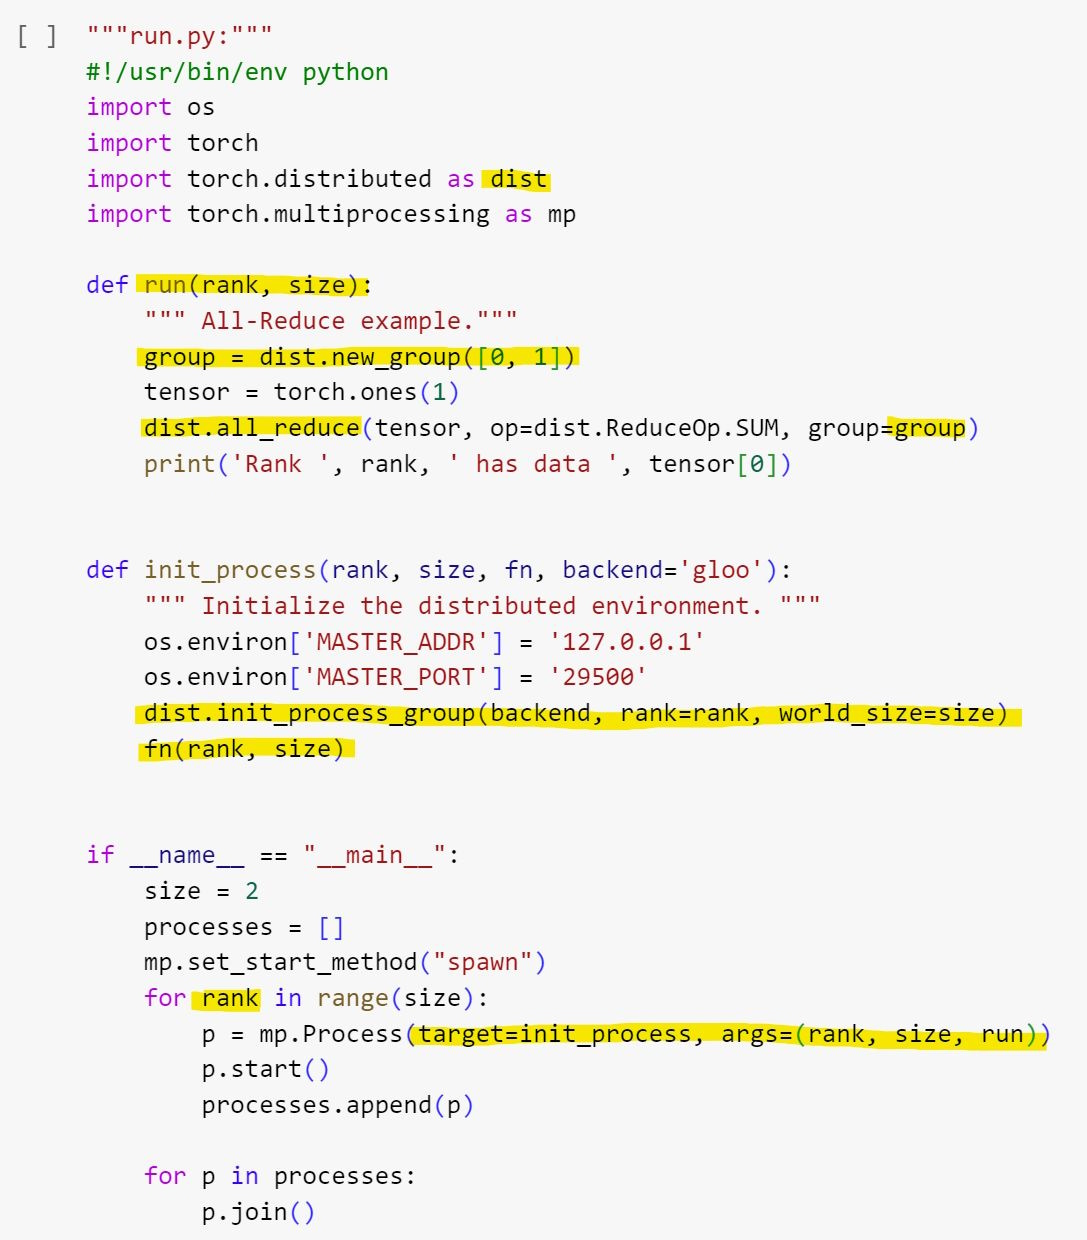 [ ] """run.py:"""
#!/usr/bin/env python
import os
import torch
import torch.distributed as dist
import torch.multiprocessing as mp
def run(rank, size):
""" All-Reduce example."""
group = dist.new_group([0, 1])
tensor = torch.ones(1)
dist.all_reduce(tensor, op=dist.ReduceOp.SUM, group=group)
print('Rank ', rank, ' has data ', tensor[0])
def init_process(rank, size, fn, backend='gloo'):
""" Initialize the distributed environment. """
os.environ['MASTER_ADDR'] = '127.0.0.1'
os.environ['MASTER_PORT'] = '29500'
dist.init_process_group(backend, rank=rank, world_size=size)
fn(rank, size)
if __name__ == "__main__":
size = 2
processes = []
mp.set_start_method("spawn")
for rank in range(size):
p = mp.Process(target=init_process, args=(rank, size, run))
p.start()
processes.append(p)
for p in processes:
p.join()